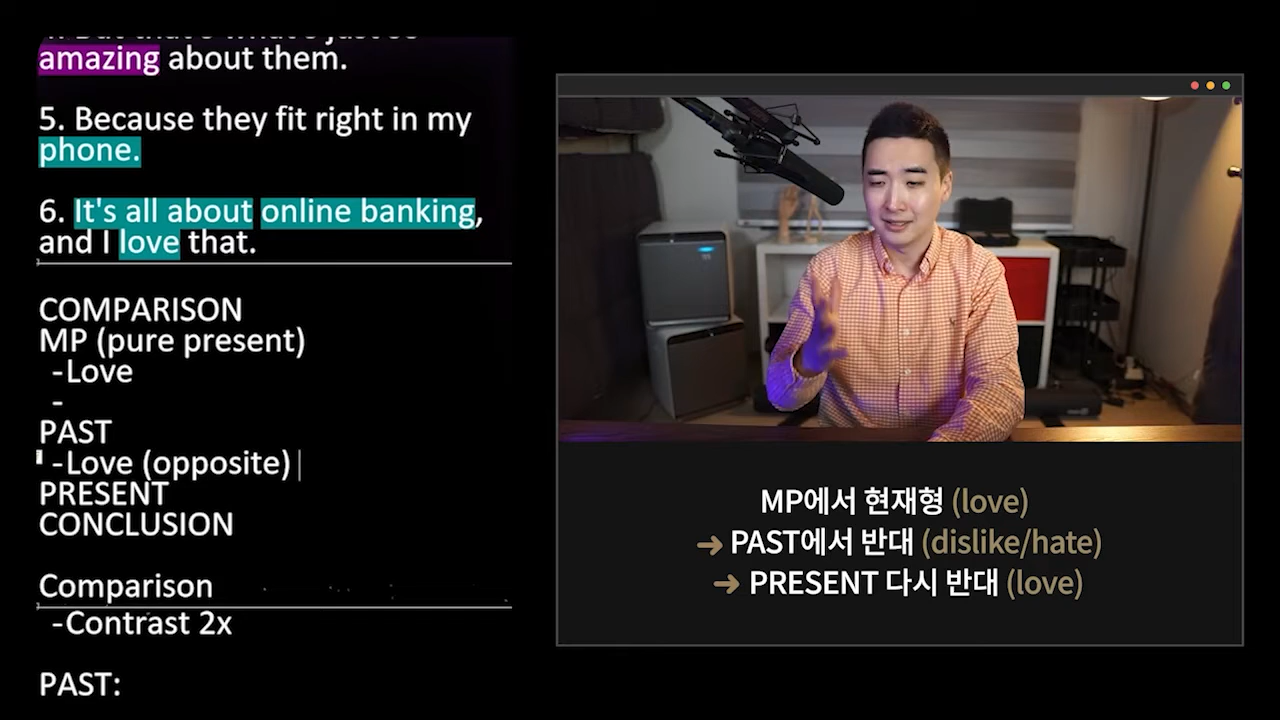 amazing about them.
5. Because they fit right in my
phone.
6. It's all about online banking,
and I love that.
COMPARISON
MP (pure present)
-Love
-
PAST
-Love (opposite)
PRESENT
CONCLUSION
Comparison
-Contrast 2x
PAST:
MP에서 현재형 (love)
➔ PAST에서 반대 (dislike/hate)
➔ PRESENT 다시 반대 (love)